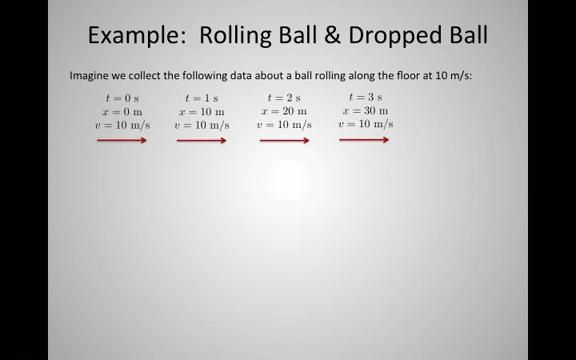 Example: Rolling Ball & Dropped Ball
Imagine we collect the following data about a ball rolling along the floor at 10 m/s:
t = 0 s t = 1 s t = 2 s t = 3 s
x = 0 m x = 10 m x = 20 m x = 30 m
v = 10 m/s v = 10 m/s v = 10 m/s v = 10 m/s